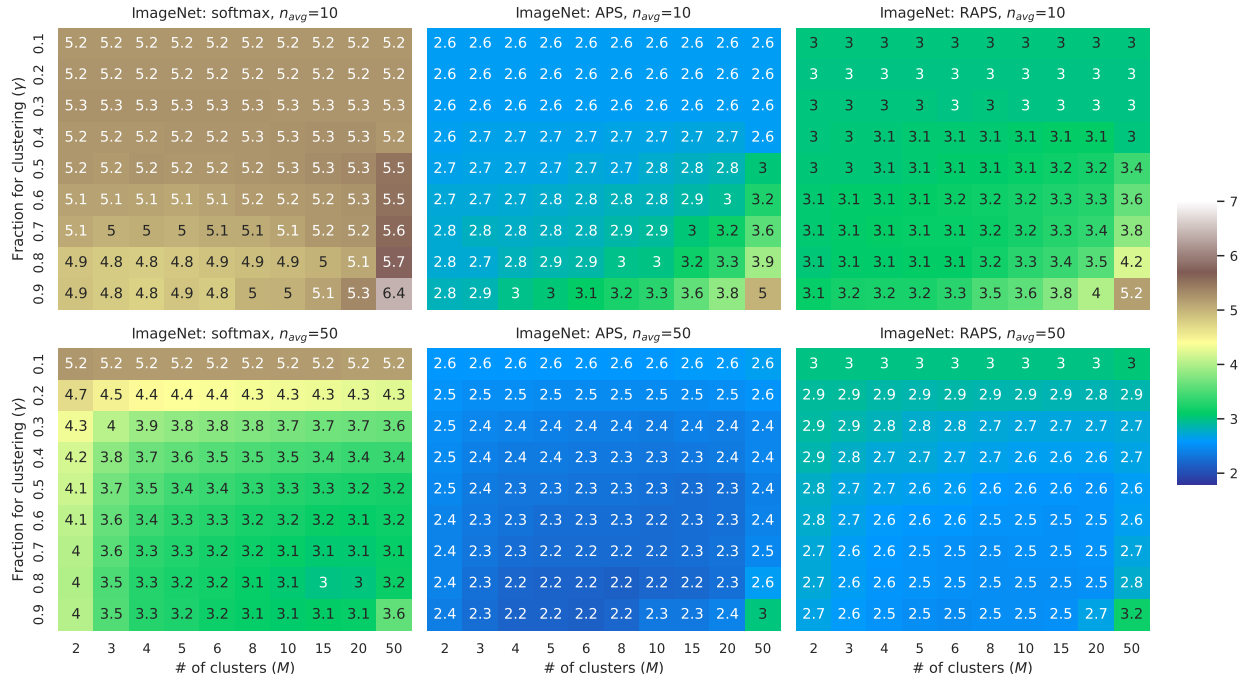 ImageNet: softmax, n_avg=10
ImageNet: APS, n_avg=10
ImageNet: RAPS, n_avg=10
Fraction for clustering (γ)
0.1 5.2 5.2 5.2 5.2 5.2 5.2 5.2 5.2 5.2 5.2 2.6 2.6 2.6 2.6 2.6 2.6 2.6 2.6 2.6 2.6 3 3 3 3 3 3 3 3 3 3
0.2 5.2 5.2 5.2 5.2 5.2 5.2 5.2 5.2 5.2 5.2 2.6 2.6 2.6 2.6 2.6 2.6 2.6 2.6 2.6 2.6 3 3 3 3 3 3 3 3 3 3
0.3 5.3 5.3 5.3 5.3 5.3 5.3 5.3 5.3 5.3 5.3 2.6 2.6 2.6 2.6 2.6 2.6 2.6 2.6 2.6 2.6 3 3 3 3 3 3 3 3 3 3
0.4 5.2 5.2 5.2 5.2 5.2 5.2 5.2 5.3 5.3 5.2 2.6 2.7 2.7 2.7 2.7 2.7 2.7 2.7 2.7 2.6 3 3 3.1 3.1 3.1 3.1 3.1 3.1 3.1 3
0.5 5.2 5.2 5.2 5.2 5.2 5.2 5.2 5.3 5.3 5.5 2.7 2.7 2.7 2.7 2.7 2.7 2.8 2.8 2.8 3 3 3 3.1 3.1 3.1 3.1 3.1 3.2 3.2 3.4
0.6 5.1 5.1 5.1 5.1 5.2 5.2 5.2 5.2 5.3 5.5 2.7 2.7 2.7 2.8 2.8 2.8 2.8 2.9 3 3.2 3.1 3.1 3.1 3.1 3.1 3.2 3.2 3.3 3.3 3.6
0.7 5.1 5 5 5 5.1 5.1 5.1 5.2 5.2 5.6 2.8 2.8 2.8 2.8 2.8 2.9 2.9 3 3.2 3.6 3.1 3.1 3.1 3.1 3.2 3.2 3.2 3.3 3.4 3.8
0.8 4.9 4.8 4.8 4.8 4.9 4.9 4.9 5 5.1 5.7 2.8 2.7 2.8 2.9 2.9 3 3 3.2 3.3 3.9 3.1 3.1 3.1 3.1 3.2 3.2 3.3 3.4 3.5 4.2
0.9 4.9 4.8 4.8 4.9 4.8 5 5 5.1 5.3 6.4 2.8 2.9 3 3 3.1 3.2 3.3 3.6 3.8 5 3.1 3.2 3.2 3.3 3.3 3.5 3.6 3.8 4 5.2
7
6
5
4
3
2
ImageNet: softmax, n_avg=50
ImageNet: APS, n_avg=50
ImageNet: RAPS, n_avg=50
Fraction for clustering (γ)
0.1 5.2 5.2 5.2 5.2 5.2 5.2 5.2 5.2 5.2 5.2 2.6 2.6 2.6 2.6 2.6 2.6 2.6 2.6 2.6 2.6 3 3 3 3 3 3 3 3 3 3
0.2 4.7 4.5 4.4 4.4 4.4 4.3 4.3 4.3 4.3 4.3 2.5 2.5 2.5 2.5 2.5 2.5 2.5 2.5 2.5 2.6 2.9 2.9 2.9 2.9 2.9 2.9 2.9 2.9 2.8 2.9
0.3 4.3 4 3.9 3.8 3.8 3.8 3.7 3.7 3.7 3.6 2.5 2.4 2.4 2.4 2.4 2.4 2.4 2.4 2.4 2.4 2.9 2.9 2.8 2.8 2.8 2.7 2.7 2.7 2.7 2.7
0.4 4.2 3.8 3.7 3.6 3.5 3.5 3.5 3.4 3.4 3.4 2.5 2.4 2.4 2.4 2.3 2.3 2.3 2.3 2.4 2.4 2.9 2.8 2.7 2.7 2.7 2.7 2.6 2.6 2.6 2.7
0.5 4.1 3.7 3.5 3.4 3.4 3.3 3.3 3.3 3.2 3.2 2.5 2.4 2.3 2.3 2.3 2.3 2.3 2.3 2.3 2.4 2.8 2.7 2.7 2.6 2.6 2.6 2.6 2.6 2.6 2.6
0.6 4.1 3.6 3.4 3.3 3.3 3.2 3.2 3.2 3.1 3.2 2.4 2.3 2.3 2.3 2.3 2.3 2.2 2.3 2.3 2.4 2.8 2.7 2.6 2.6 2.6 2.5 2.5 2.5 2.5 2.6
0.7 4 3.6 3.3 3.3 3.2 3.2 3.1 3.1 3.1 3.1 2.4 2.3 2.3 2.2 2.2 2.2 2.2 2.2 2.3 2.5 2.7 2.6 2.6 2.5 2.5 2.5 2.5 2.5 2.5 2.7
0.8 4 3.5 3.3 3.2 3.2 3.1 3.1 3 3 3.2 2.4 2.3 2.2 2.2 2.2 2.2 2.2 2.2 2.3 2.6 2.7 2.6 2.6 2.5 2.5 2.5 2.5 2.5 2.5 2.8
0.9 4 3.5 3.3 3.2 3.2 3.1 3.1 3.1 3.1 3.6 2.4 2.3 2.2 2.2 2.2 2.2 2.3 2.3 2.4 3 2.7 2.6 2.5 2.5 2.5 2.5 2.5 2.5 2.7 3.2
2 3 4 5 6 8 10 15 20 50 2 3 4 5 6 8 10 15 20 50 2 3 4 5 6 8 10 15 20 50
# of clusters (M)
# of clusters (M)
# of clusters (M)